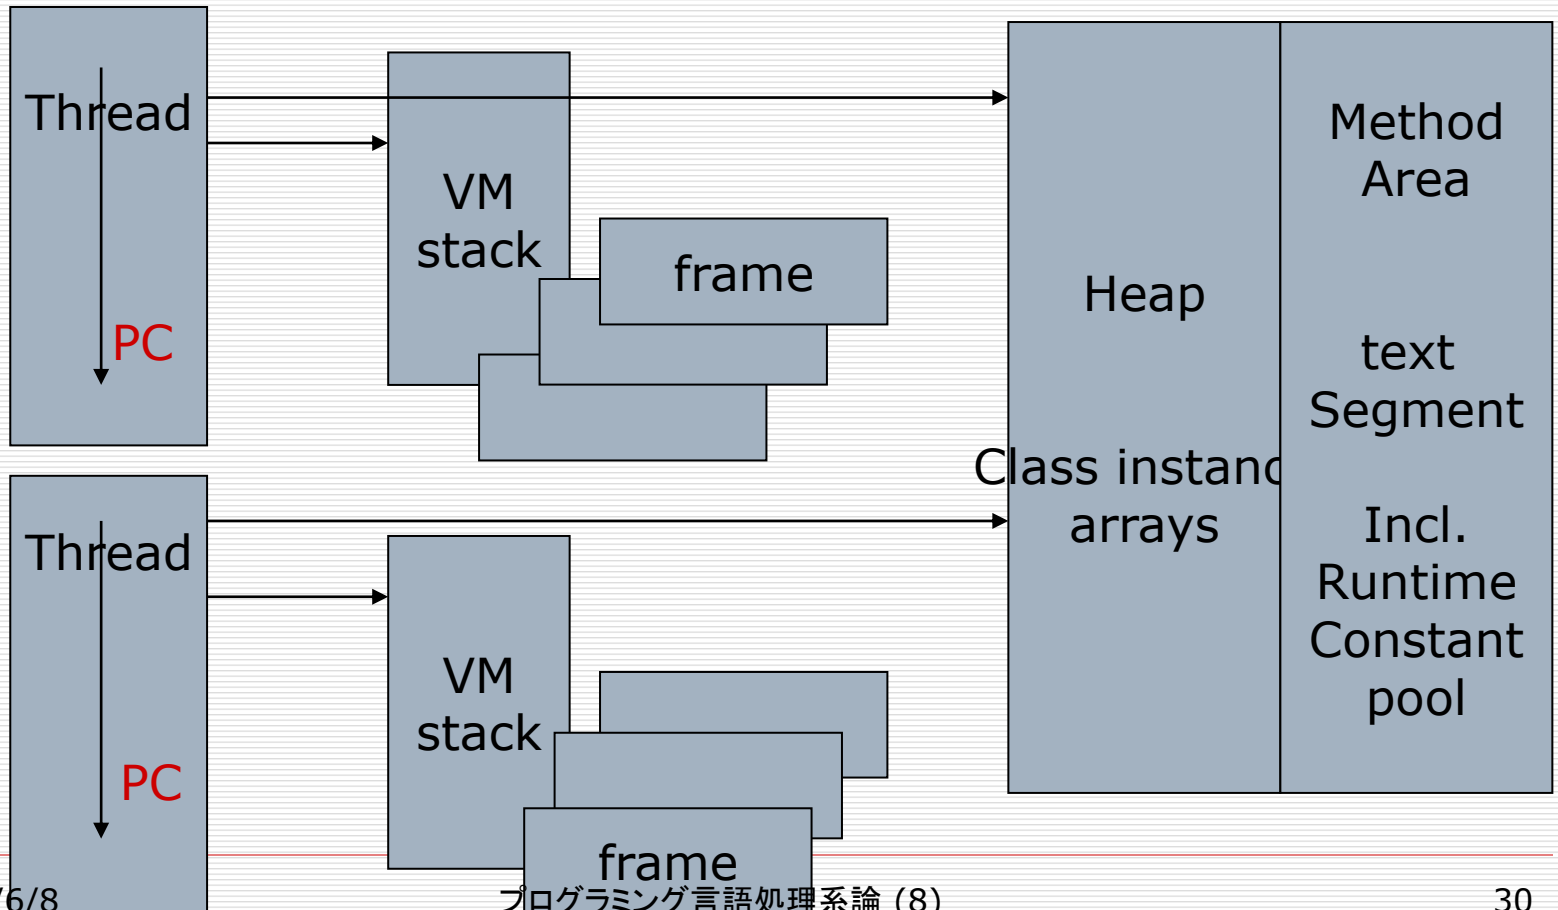 Thread
PC
VM
stack
frame
Heap
Class instanc
arrays
Method
Area
text
Segment
Incl.
Runtime
Constant
pool
Thread
PC
VM
stack
frame
/6/8
プログラミング言語処理系論 (8)
30